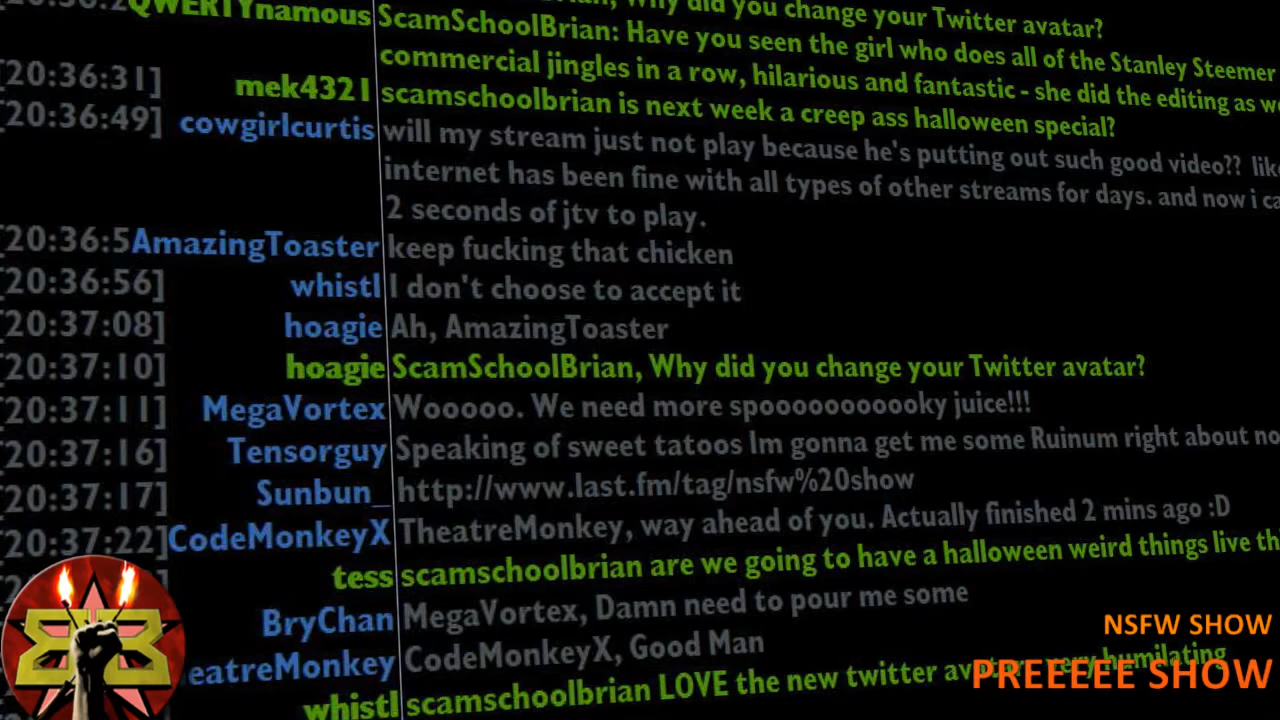 QWERTYnamous
Why did you change your Twitter avatar?
ScamSchoolBrian: Have you seen the girl who does all of the Stanley Steemer
commercial jingles in a row, hilarious and fantastic - she did the editing as
[20:36:31] mek4321 scamschoolbrian is next week a creep ass halloween special?
[20:36:49] cowgirlcurtis will my stream just not play because he's putting out such good video??
internet has been fine with all types of other streams for days. and now i
2 seconds of jtv to play.
[20:36:5 AmazingToaster keep fucking that chicken
[20:36:56] whistl I don't choose to accept it
[20:37:08] hoagie Ah, AmazingToaster
[20:37:10] hoagie ScamSchoolBrian, Why did you change your Twitter avatar?
[20:37:11] MegaVortex Wooooo. We need more spooooooooooky juice!!!
[20:37:16] Tensorguy Speaking of sweet tatoos Im gonna get me some Ruinum right about
[20:37:17] Sunbun_ http://www.last.fm/tag/nsfw%20show
[20:37:22] CodeMonkeyX TheatreMonkey, way ahead of you. Actually finished 2 mins ago :D
tess scamschoolbrian are we going to have a halloween weird things live
BryChan MegaVortex, Damn need to pour me some
eatreMonkey CodeMonkeyX, Good Man
whistl scamschoolbrian LOVE the new twitter
NSFW SHOW
PREEEEE SHOW